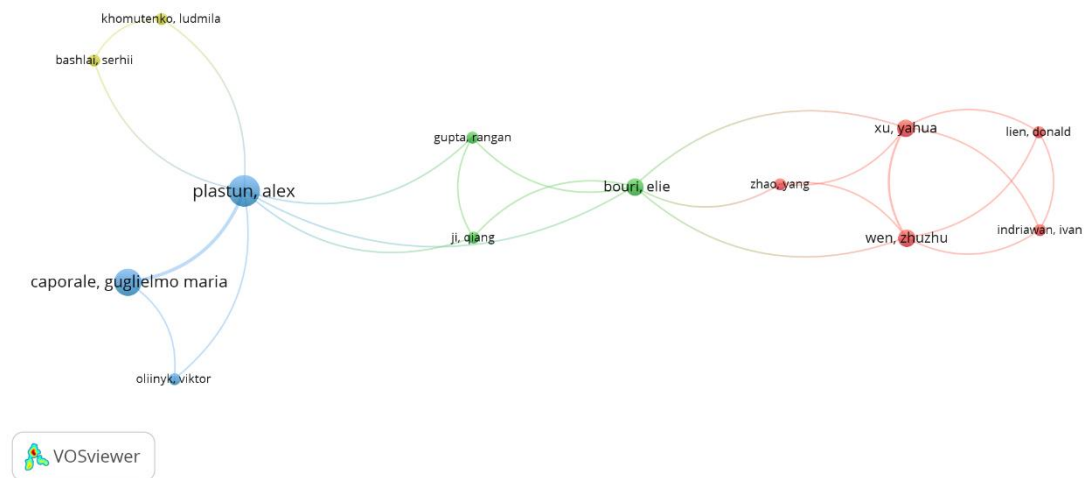 khomutenko, ludmila
bashlai, serhii
plastun, alex
caporale, guglielmo maria
oliinyk, viktor
gupta, rangan
ji, qiang
bouri, elie
zhao, yang
xu, yahua
wen, zhuzhu
lien, donald
indriawan, ivan
VOSviewer